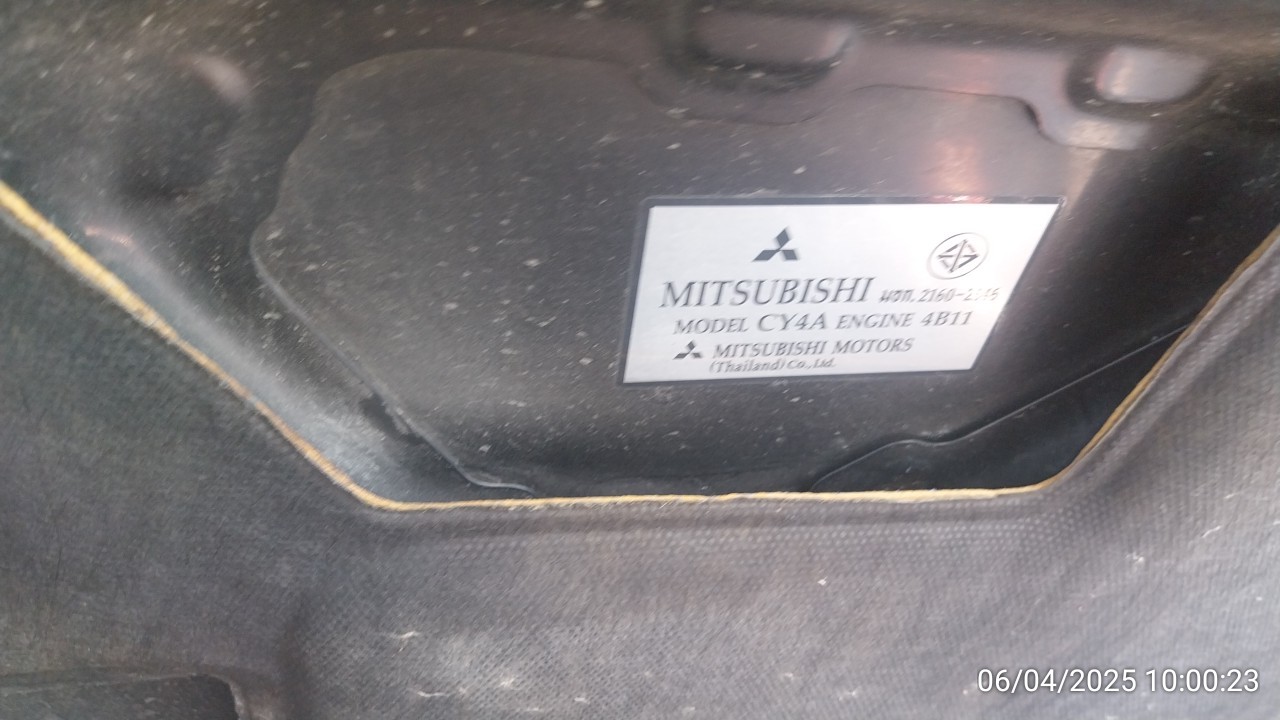 MITSUBISHI มอก.2160-2546
MODEL CY4A ENGINE 4B11
MITSUBISHI MOTORS
(Thailand) Co., Ltd.
06/04/2025 10:00:23